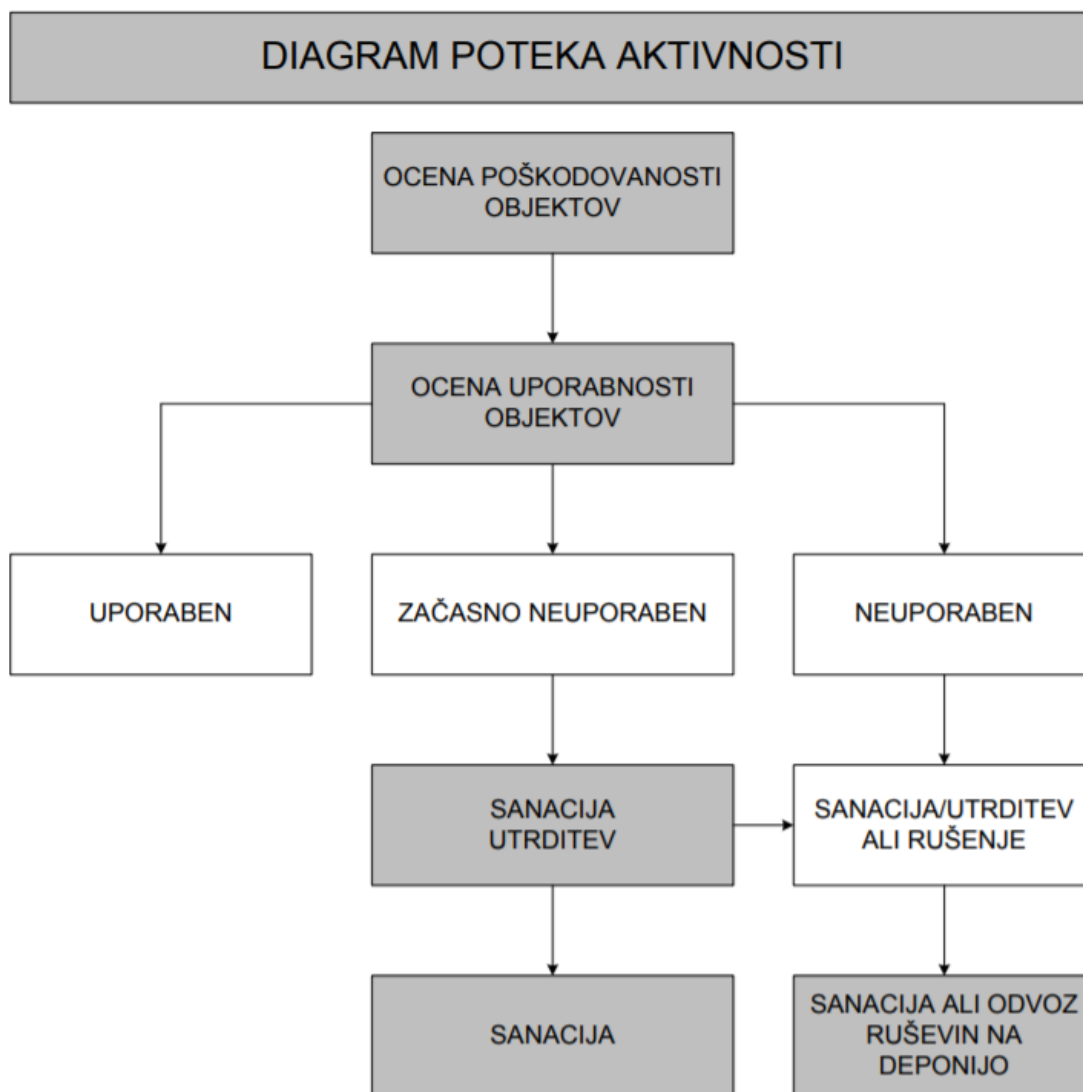 DIAGRAM POTEKA AKTIVNOSTI
OCENA POŠKODOVANOSTI
OBJEKTOV
OCENA UPORABNOSTI
OBJEKTOV
UPORABEN
ZAČASNO NEUPORABEN
NEUPORABEN
SANACIJA
UTRDITEV
SANACIJA/UTRDITEV
ALI RUŠENJE
SANACIJA
SANACIJA ALI ODVOZ
RUŠEVIN NA
DEPONIJO